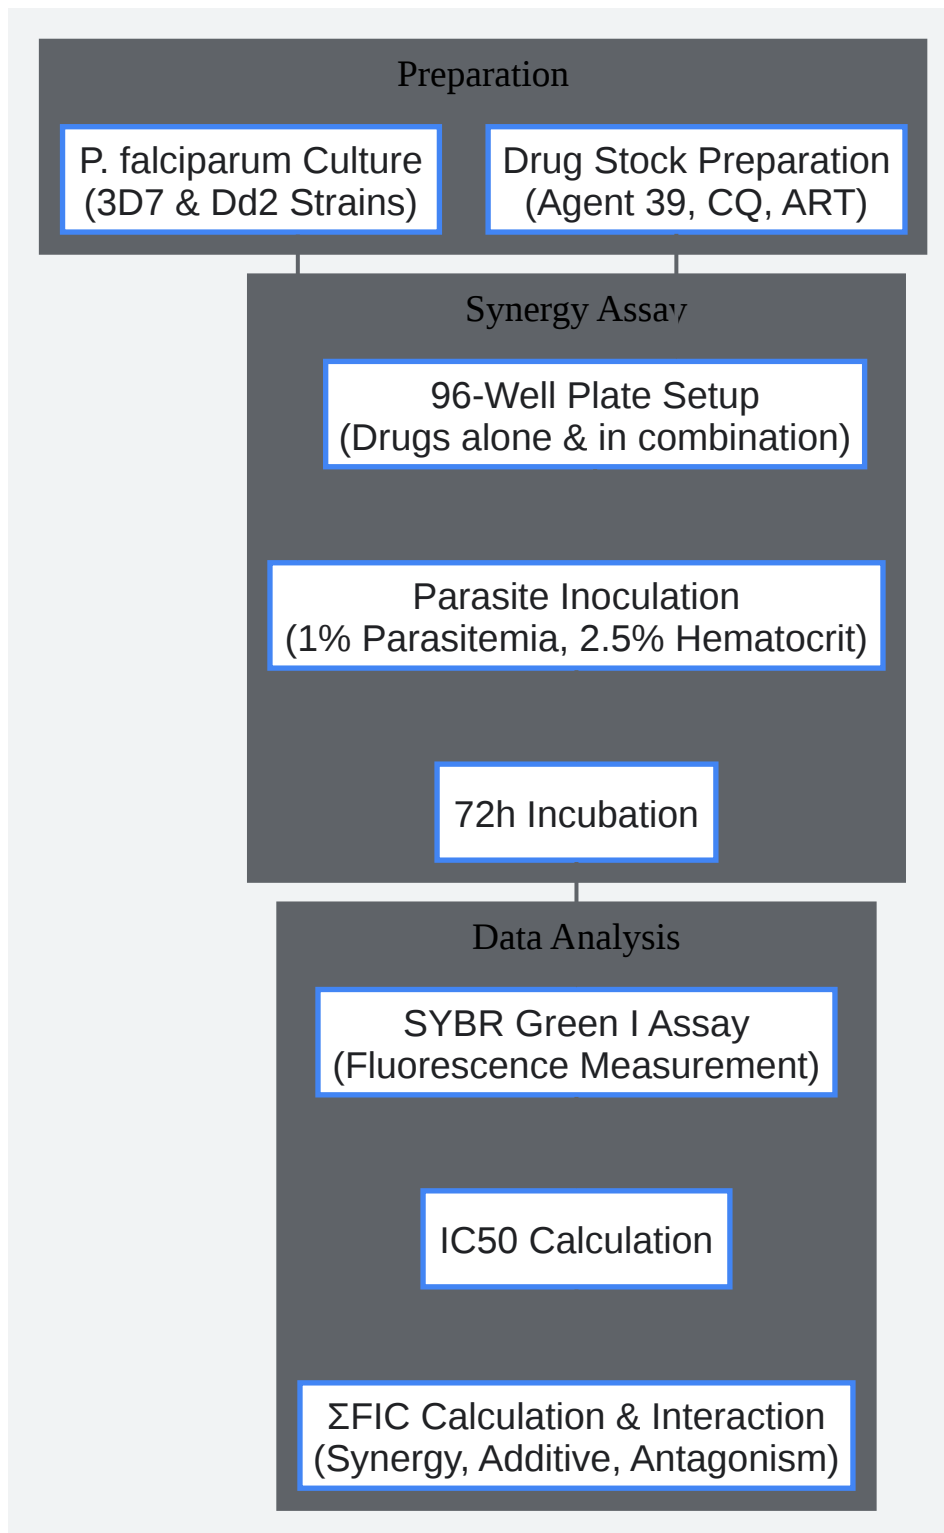 Preparation
P. falciparum Culture
(3D7 & Dd2 Strains)
Drug Stock Preparation
(Agent 39, CQ, ART)
Synergy Assay
96-Well Plate Setup
(Drugs alone & in combination)
Parasite Inoculation
(1% Parasitemia, 2.5% Hematocrit)
72h Incubation
Data Analysis
SYBR Green I Assay
(Fluorescence Measurement)
IC50 Calculation
ΣFIC Calculation & Interaction
(Synergy, Additive, Antagonism)